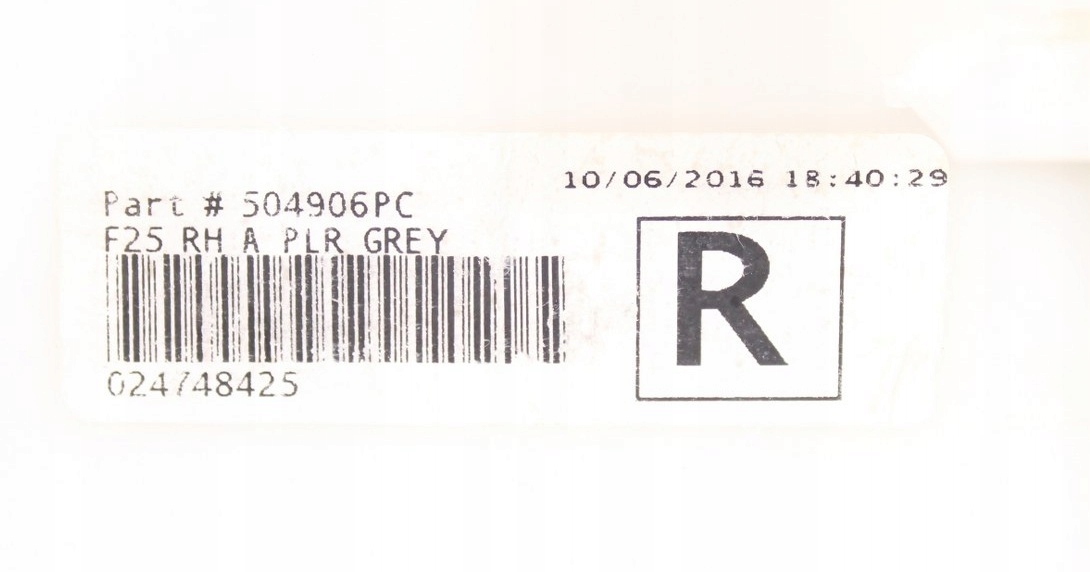 10/06/2016 18:40:29
Part # 504906PC
F25 RH A PLR GREY
024748425
R